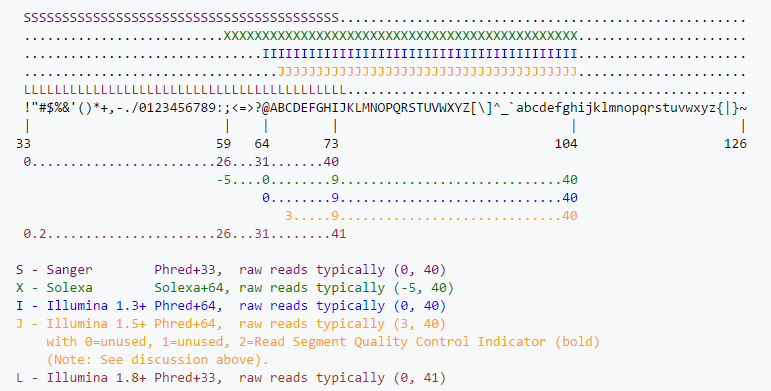 SSSSSSSSSSSSSSSSSSSSSSSSSSSSSSSSSSSSSSSSS.....................................................
..........................XXXXXXXXXXXXXXXXXXXXXXXXXXXXXXXXXXXXXXXXXXXXXX......................
...............................IIIIIIIIIIIIIIIIIIIIIIIIIIIIIIIIIIIIIIIII......................
.................................JJJJJJJJJJJJJJJJJJJJJJJJJJJJJJJJJJJJJJJ......................
LLLLLLLLLLLLLLLLLLLLLLLLLLLLLLLLLLLLLLLLLL....................................................
!"#$%&'()*+,-./0123456789:;<=>?@ABCDEFGHIJKLMNOPQRSTUVWXYZ[\]^_`abcdefghijklmnopqrstuvwxyz{|}~
| | | | | |
33 59 64 73 104 126
0........................26...31.......40
-5....0........9.............................40
0........9.............................40
3.....9.............................40
0.2......................26...31........41
S - Sanger Phred+33, raw reads typically (0, 40)
X - Solexa Solexa+64, raw reads typically (-5, 40)
I - Illumina 1.3+ Phred+64, raw reads typically (0, 40)
J - Illumina 1.5+ Phred+64, raw reads typically (3, 40)
with 0=unused, 1=unused, 2=Read Segment Quality Control Indicator (bold)
(Note: See discussion above).
L - Illumina 1.8+ Phred+33, raw reads typically (0, 41)